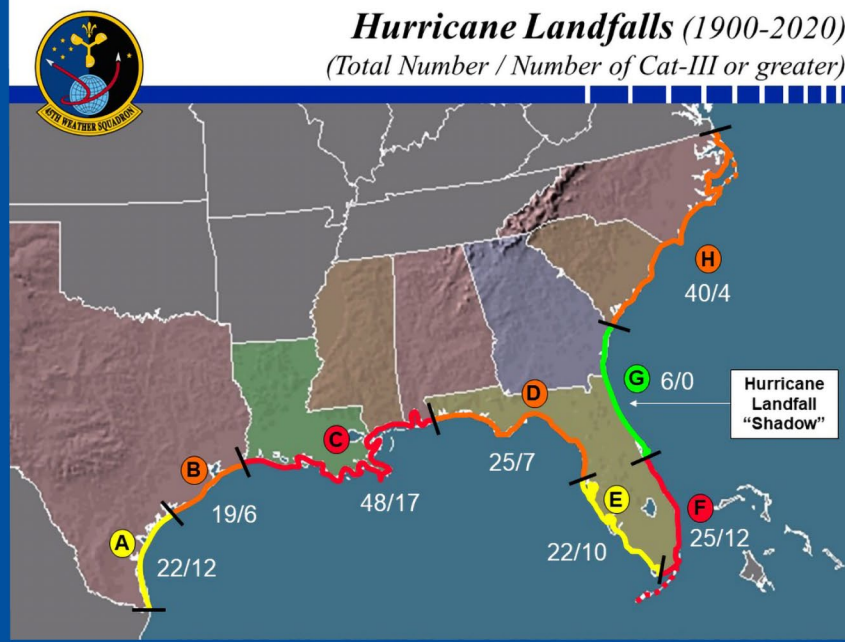 Hurricane Landfalls (1900-2020)
(Total Number / Number of Cat-III or greater)
45TH WEATHER SQUADRON
H
40/4
G 6/0
Hurricane
Landfall
“Shadow”
D
C
B
25/7
48/17
19/6
E
F
A
22/10
25/12
22/12